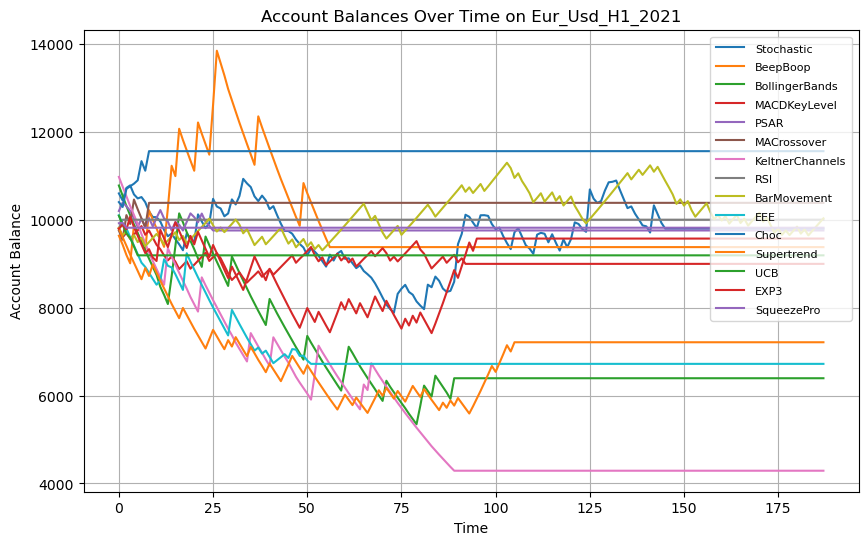 Account Balances Over Time on Eur_Usd_H1_2021
14000
12000
10000
8000
6000
4000
Account Balance
0
25
50
75
100
125
150
175
Time
Stochastic
BeepBoop
BollingerBands
MACDKeyLevel
PSAR
MACrossover
KeltnerChannels
RSI
BarMovement
EEE
Choc
Supertrend
UCB
EXP3
SqueezePro